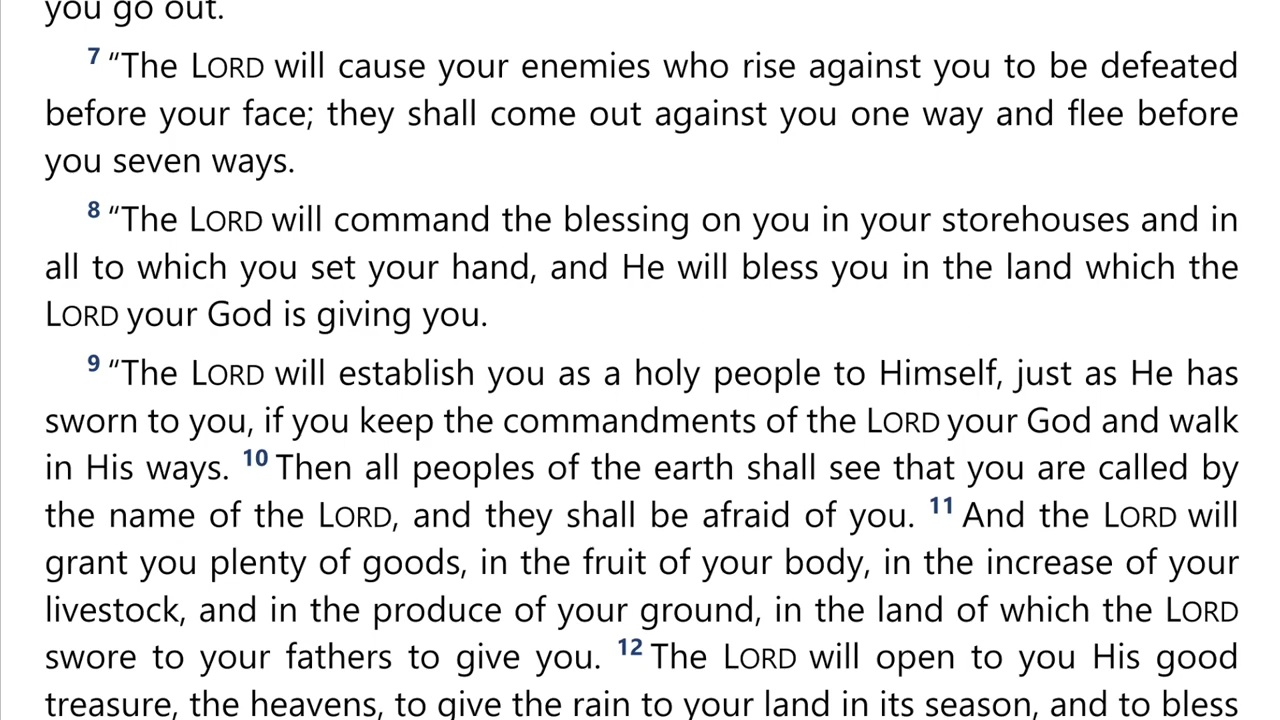 you go out.
7 “The LORD will cause your enemies who rise against you to be defeated
before your face; they shall come out against you one way and flee before
you seven ways.
8 “The LORD will command the blessing on you in your storehouses and in
all to which you set your hand, and He will bless you in the land which the
LORD your God is giving you.
9 “The LORD will establish you as a holy people to Himself, just as He has
sworn to you, if you keep the commandments of the LORD your God and walk
in His ways. 10 Then all peoples of the earth shall see that you are called by
the name of the LORD, and they shall be afraid of you. 11 And the LORD will
grant you plenty of goods, in the fruit of your body, in the increase of your
livestock, and in the produce of your ground, in the land of which the LORD
swore to your fathers to give you. 12 The LORD will open to you His good
treasure, the heavens, to give the rain to your land in its season, and to bless